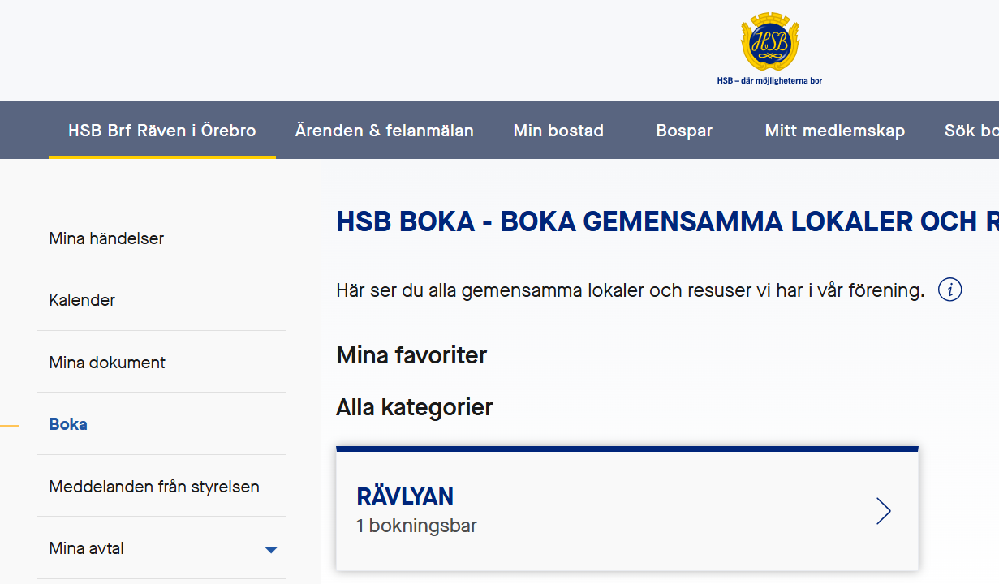 HSB
HSB – där möjligheterna bor
HSB Brf Räven i Örebro
Ärenden & felanmälan
Min bostad
Bospar
Mitt medlemskap
Sök bo
Mina händelser
Kalender
Mina dokument
Boka
Meddelanden från styrelsen
Mina avtal
HSB BOKA - BOKA GEMENSAMMA LOKALER OCH R
Här ser du alla gemensamma lokaler och resuser vi har i vår förening.
Mina favoriter
Alla kategorier
RÄVLYAN
1 bokningsbar